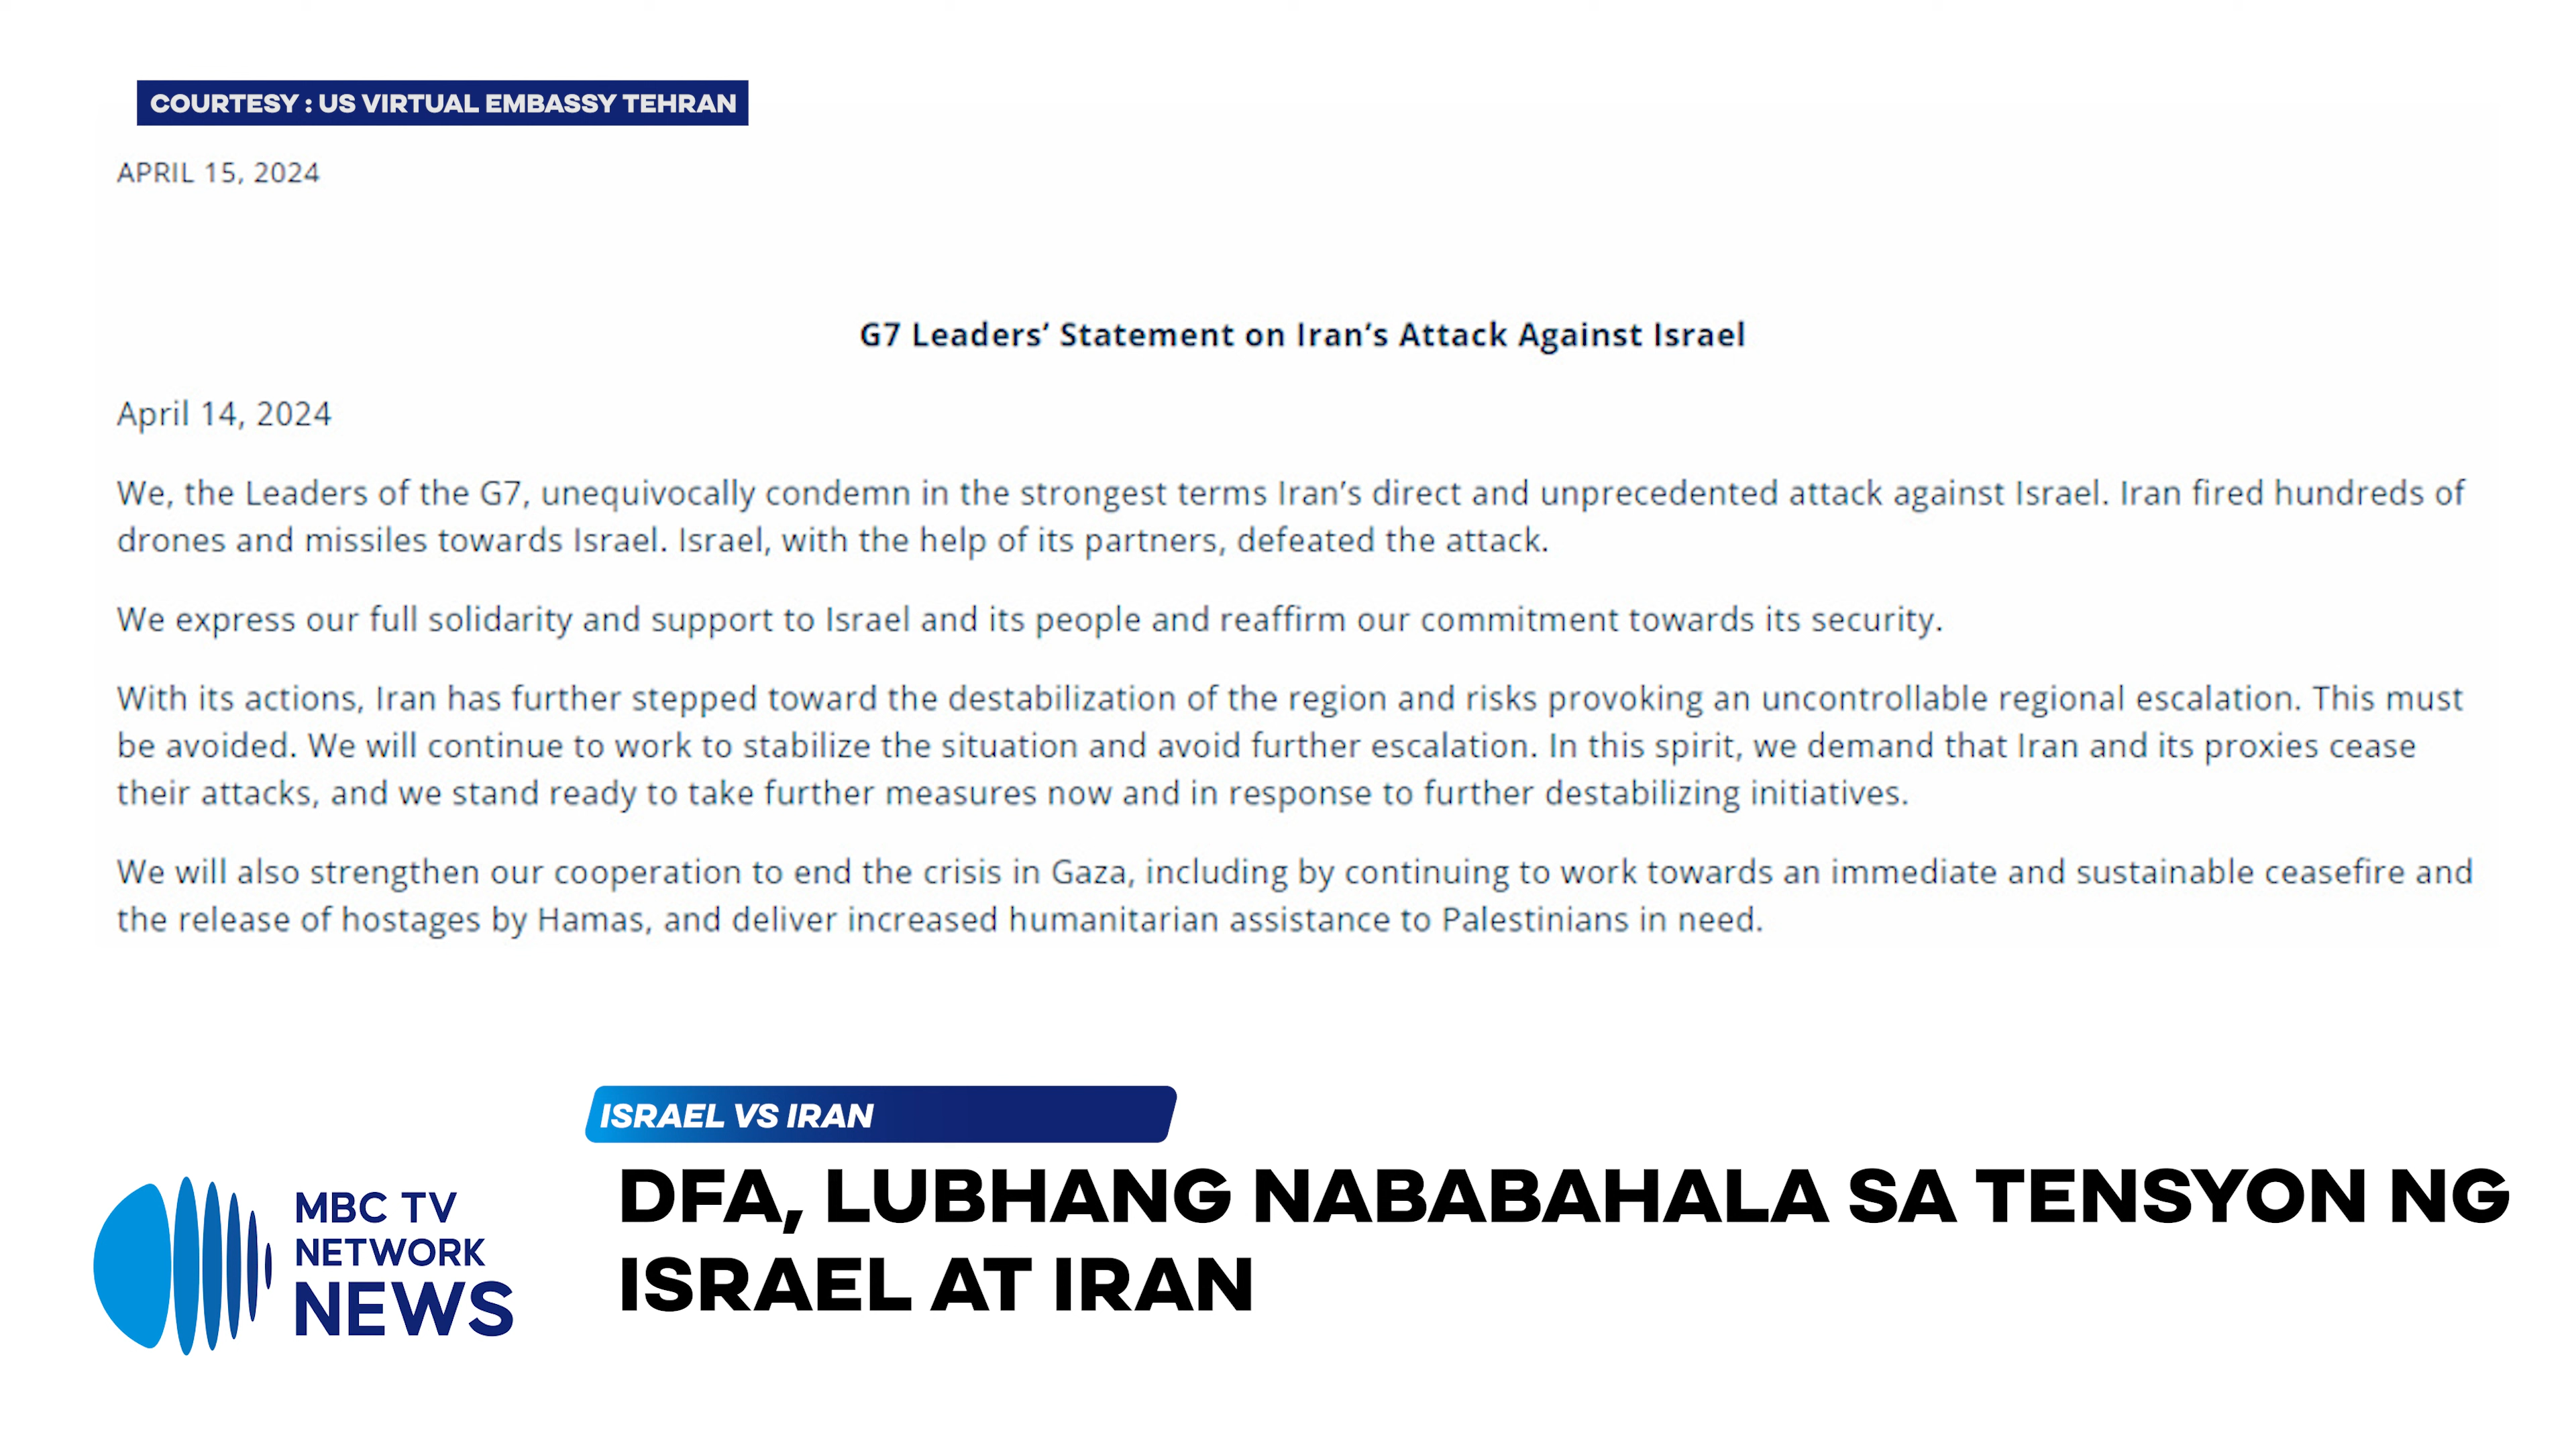 COURTESY : US VIRTUAL EMBASSY TEHRAN
APRIL 15, 2024
G7 Leaders’ Statement on Iran’s Attack Against Israel
April 14, 2024
We, the Leaders of the G7, unequivocally condemn in the strongest terms Iran’s direct and unprecedented attack against Israel. Iran fired hundreds of
drones and missiles towards Israel. Israel, with the help of its partners, defeated the attack.
We express our full solidarity and support to Israel and its people and reaffirm our commitment towards its security.
With its actions, Iran has further stepped toward the destabilization of the region and risks provoking an uncontrollable regional escalation. This must
be avoided. We will continue to work to stabilize the situation and avoid further escalation. In this spirit, we demand that Iran and its proxies cease
their attacks, and we stand ready to take further measures now and in response to further destabilizing initiatives.
We will also strengthen our cooperation to end the crisis in Gaza, including by continuing to work towards an immediate and sustainable ceasefire and
the release of hostages by Hamas, and deliver increased humanitarian assistance to Palestinians in need.
ISRAEL VS IRAN
DFA, LUBHANG NABABAHALA SA TENSYON NG
ISRAEL AT IRAN
MBC TV
NETWORK
NEWS